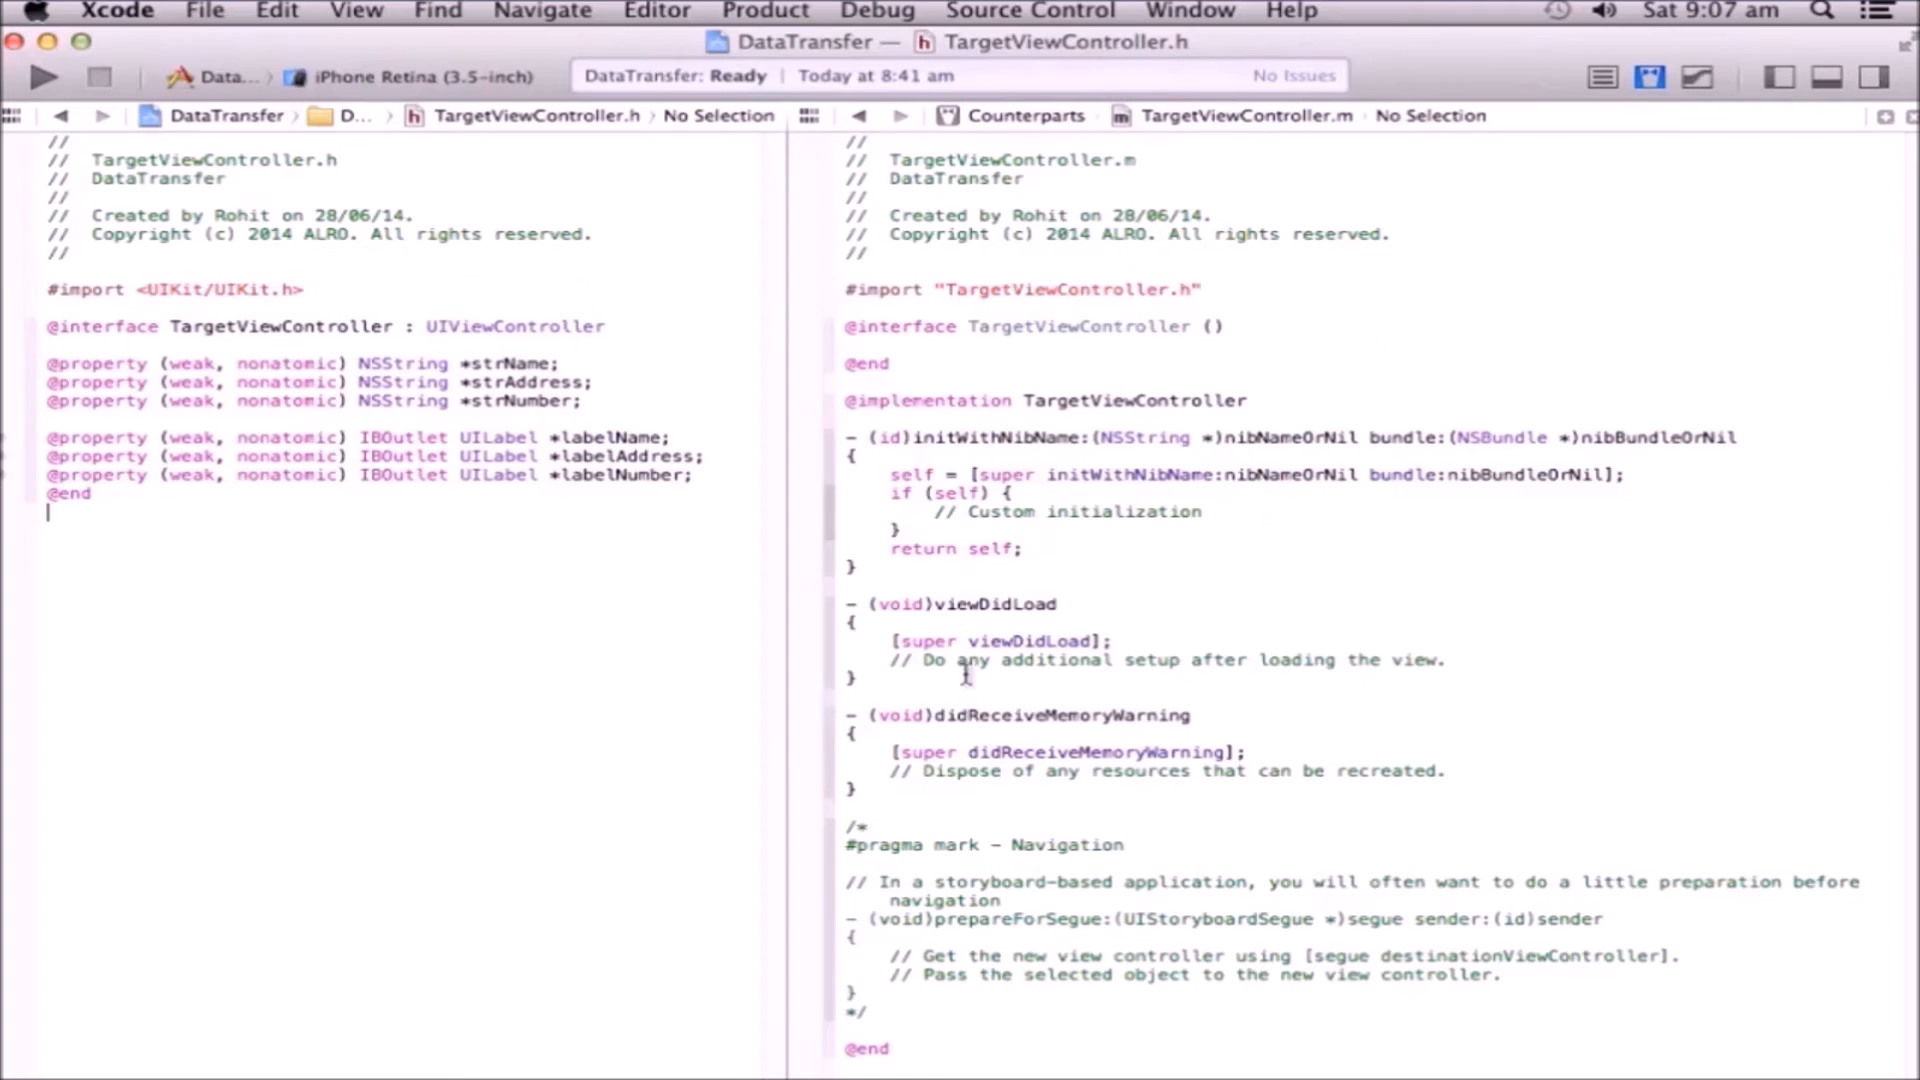 Xcode File Edit View Find Navigate Editor Product Debug Source Control Window Help Sat 9:07 am
DataTransfer — TargetViewController.h
Data... iPhone Retina (3.5-inch) DataTransfer: Ready Today at 8:41 am No Issues
DataTransfer D... TargetViewController.h No Selection
//
// TargetViewController.h
// DataTransfer
//
// Created by Rohit on 28/06/14.
// Copyright (c) 2014 ALRO. All rights reserved.
//
#import <UIKit/UIKit.h>
@interface TargetViewController : UIViewController
@property (weak, nonatomic) NSString *strName;
@property (weak, nonatomic) NSString *strAddress;
@property (weak, nonatomic) NSString *strNumber;
@property (weak, nonatomic) IBOutlet UILabel *labelName;
@property (weak, nonatomic) IBOutlet UILabel *labelAddress;
@property (weak, nonatomic) IBOutlet UILabel *labelNumber;
@end
Counterparts TargetViewController.m No Selection
//
// TargetViewController.m
// DataTransfer
//
// Created by Rohit on 28/06/14.
// Copyright (c) 2014 ALRO. All rights reserved.
//
#import "TargetViewController.h"
@interface TargetViewController ()
@end
@implementation TargetViewController
- (id)initWithNibName:(NSString *)nibNameOrNil bundle:(NSBundle *)nibBundleOrNil
{
self = [super initWithNibName:nibNameOrNil bundle:nibBundleOrNil];
if (self) {
// Custom initialization
}
return self;
}
- (void)viewDidLoad
{
[super viewDidLoad];
// Do any additional setup after loading the view.
}
- (void)didReceiveMemoryWarning
{
[super didReceiveMemoryWarning];
// Dispose of any resources that can be recreated.
}
/*
#pragma mark - Navigation
// In a storyboard-based application, you will often want to do a little preparation before
navigation
- (void)prepareForSegue:(UIStoryboardSegue *)segue sender:(id)sender
{
// Get the new view controller using [segue destinationViewController].
// Pass the selected object to the new view controller.
}
*/
@end